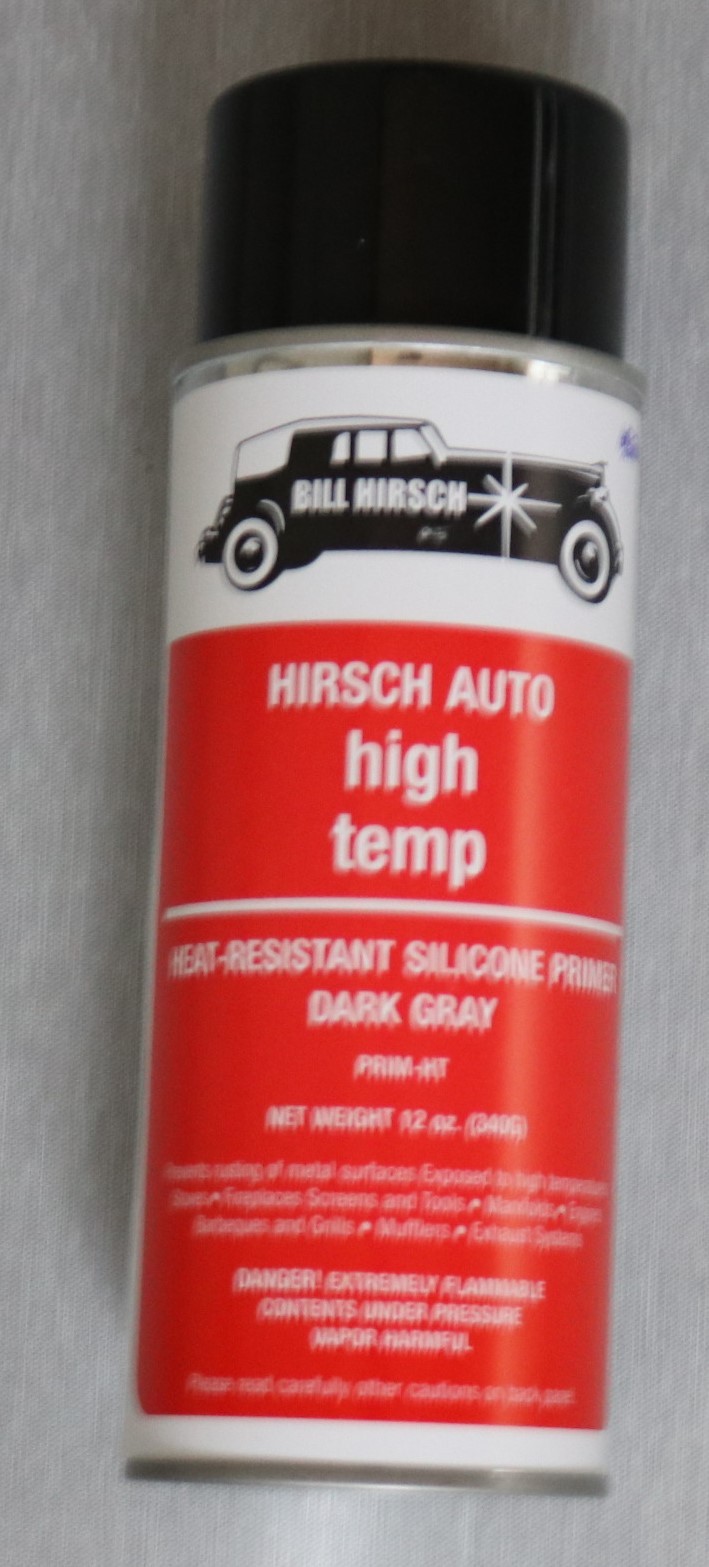 BILL HIRSCH
HIRSCH AUTO
high
temp
HEAT-RESISTANT SILICONE PRIMER
DARK GRAY
PRIM-HT
NET WEIGHT 12 oz. (340G)
Prevents rusting of metal surfaces Exposed to high temperature
Stoves • Fireplaces Screens and Tools • Manifolds • Engines
Barbeques and Grills • Mufflers • Exhaust Systems
DANGER! EXTREMELY FLAMMABLE
CONTENTS UNDER PRESSURE
VAPOR HARMFUL
Please read carefully other cautions on back panel.